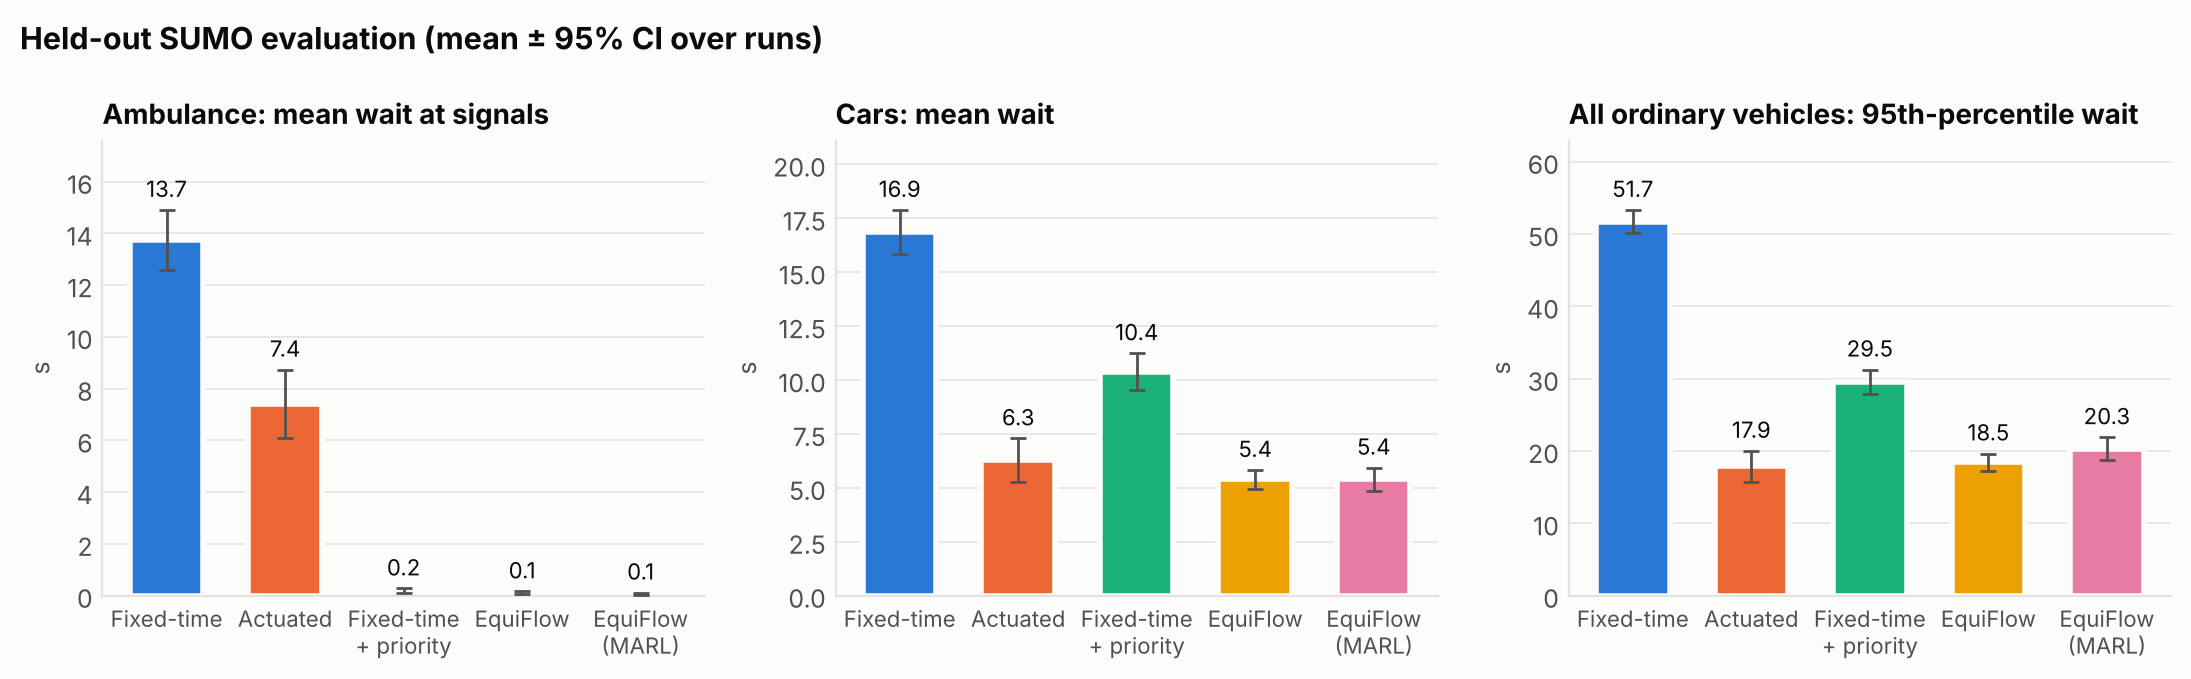 Held-out SUMO evaluation (mean ± 95% CI over runs)
Ambulance: mean wait at signals
s
16
14
12
10
8
6
4
2
0
13.7
7.4
0.2
0.1
0.1
Fixed-time
Actuated
Fixed-time
+ priority
EquiFlow
EquiFlow
(MARL)
Cars: mean wait
s
20.0
17.5
15.0
12.5
10.0
7.5
5.0
2.5
0.0
16.9
6.3
10.4
5.4
5.4
Fixed-time
Actuated
Fixed-time
+ priority
EquiFlow
EquiFlow
(MARL)
All ordinary vehicles: 95th-percentile wait
s
60
50
40
30
20
10
0
51.7
17.9
29.5
18.5
20.3
Fixed-time
Actuated
Fixed-time
+ priority
EquiFlow
EquiFlow
(MARL)